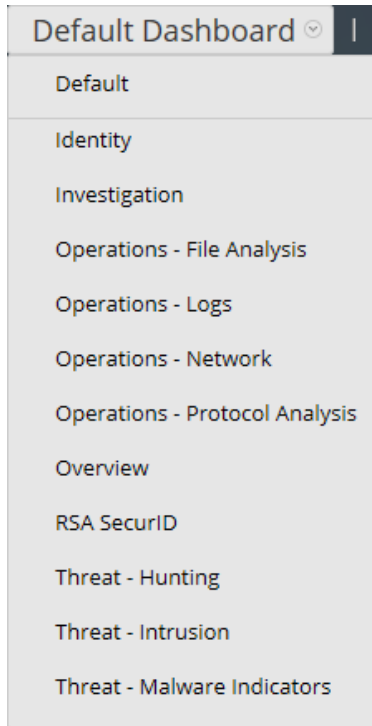 Default Dashboard
Default
Identity
Investigation
Operations - File Analysis
Operations - Logs
Operations - Network
Operations - Protocol Analysis
Overview
RSA SecurID
Threat - Hunting
Threat - Intrusion
Threat - Malware Indicators